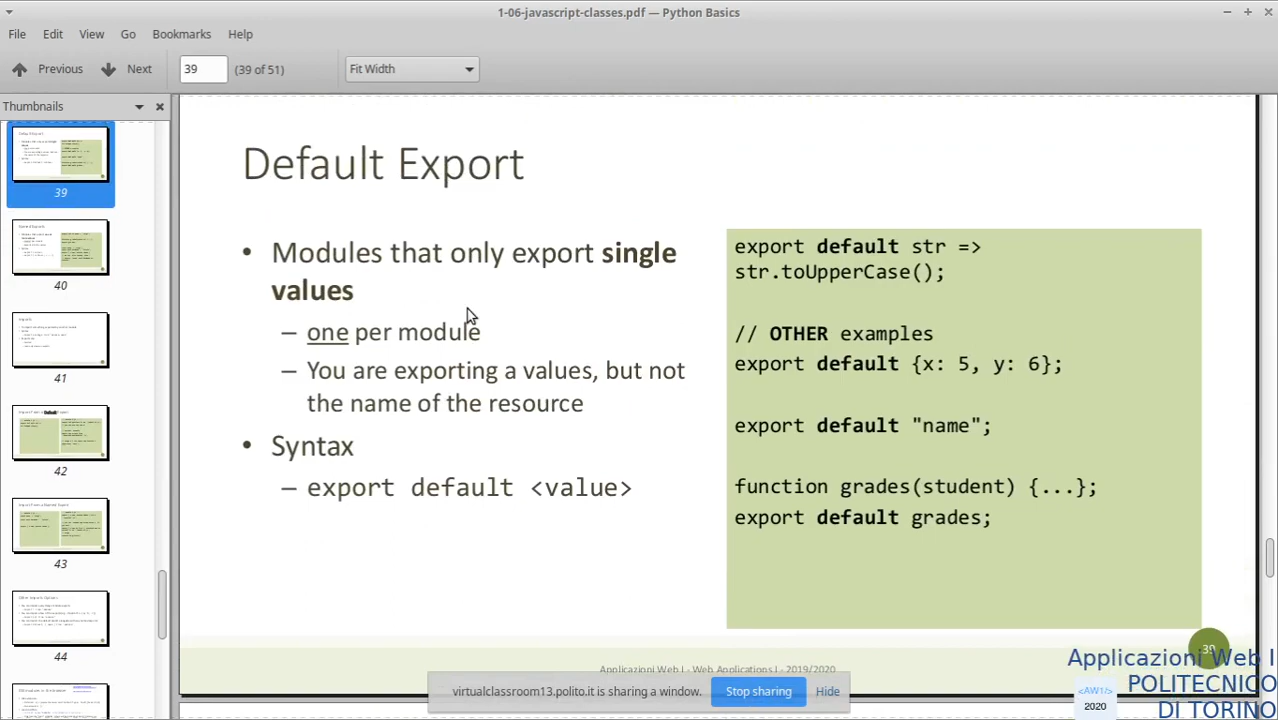 1-06-javascript-classes.pdf — Python Basics
File Edit View Go Bookmarks Help
Previous Next 39 (39 of 51) Fit Width
Thumbnails
39
40
41
42
43
44
Default Export
• Modules that only export single
values
– one per module
– You are exporting a values, but not
the name of the resource
• Syntax
– export default <value>
export default str =>
str.toUpperCase();
// OTHER examples
export default {x: 5, y: 6};
export default "name";
function grades(student) {...};
export default grades;
39
Applicazioni Web I - Web Applications I - 2019/2020
virtualclassroom13.polito.it is sharing a window. Stop sharing Hide
Applicazioni Web I
POLITECNICO
DI TORINO
<AW1/>
2020